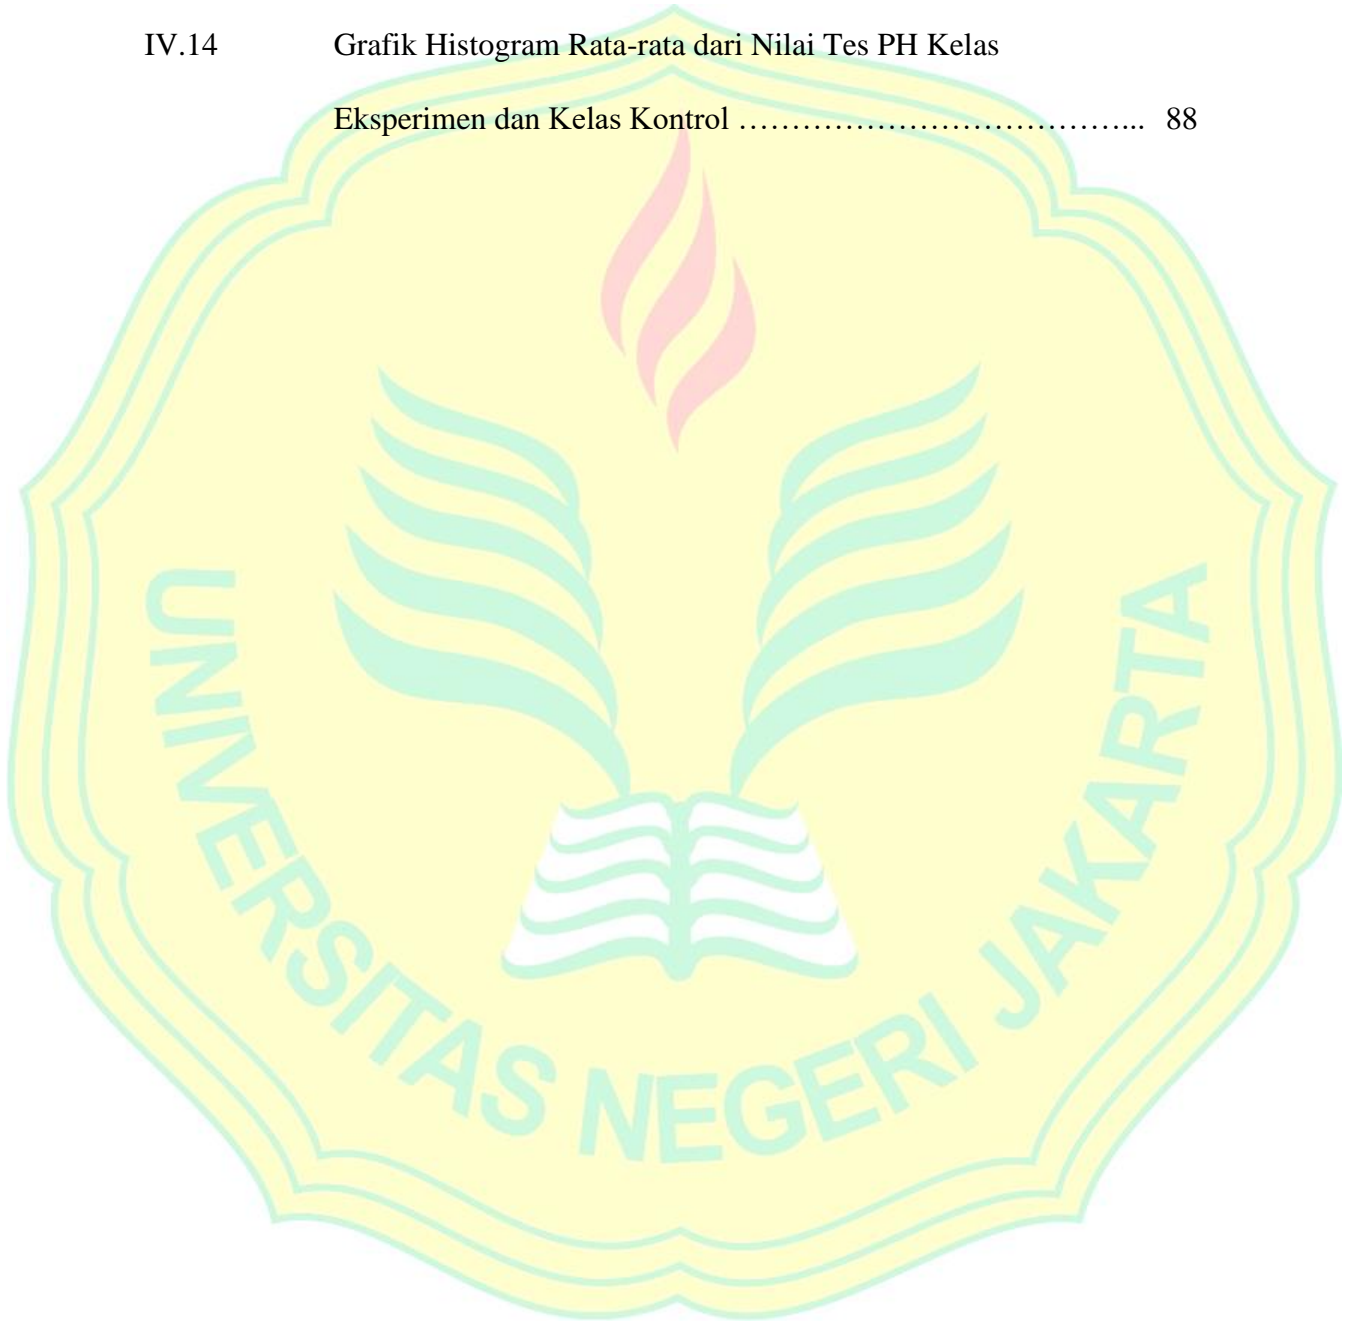 IV.14 Grafik Histogram Rata-rata dari Nilai Tes PH Kelas
Eksperimen dan Kelas Kontrol ………………………………... 88
UNIVERSITAS NEGERI JAKARTA